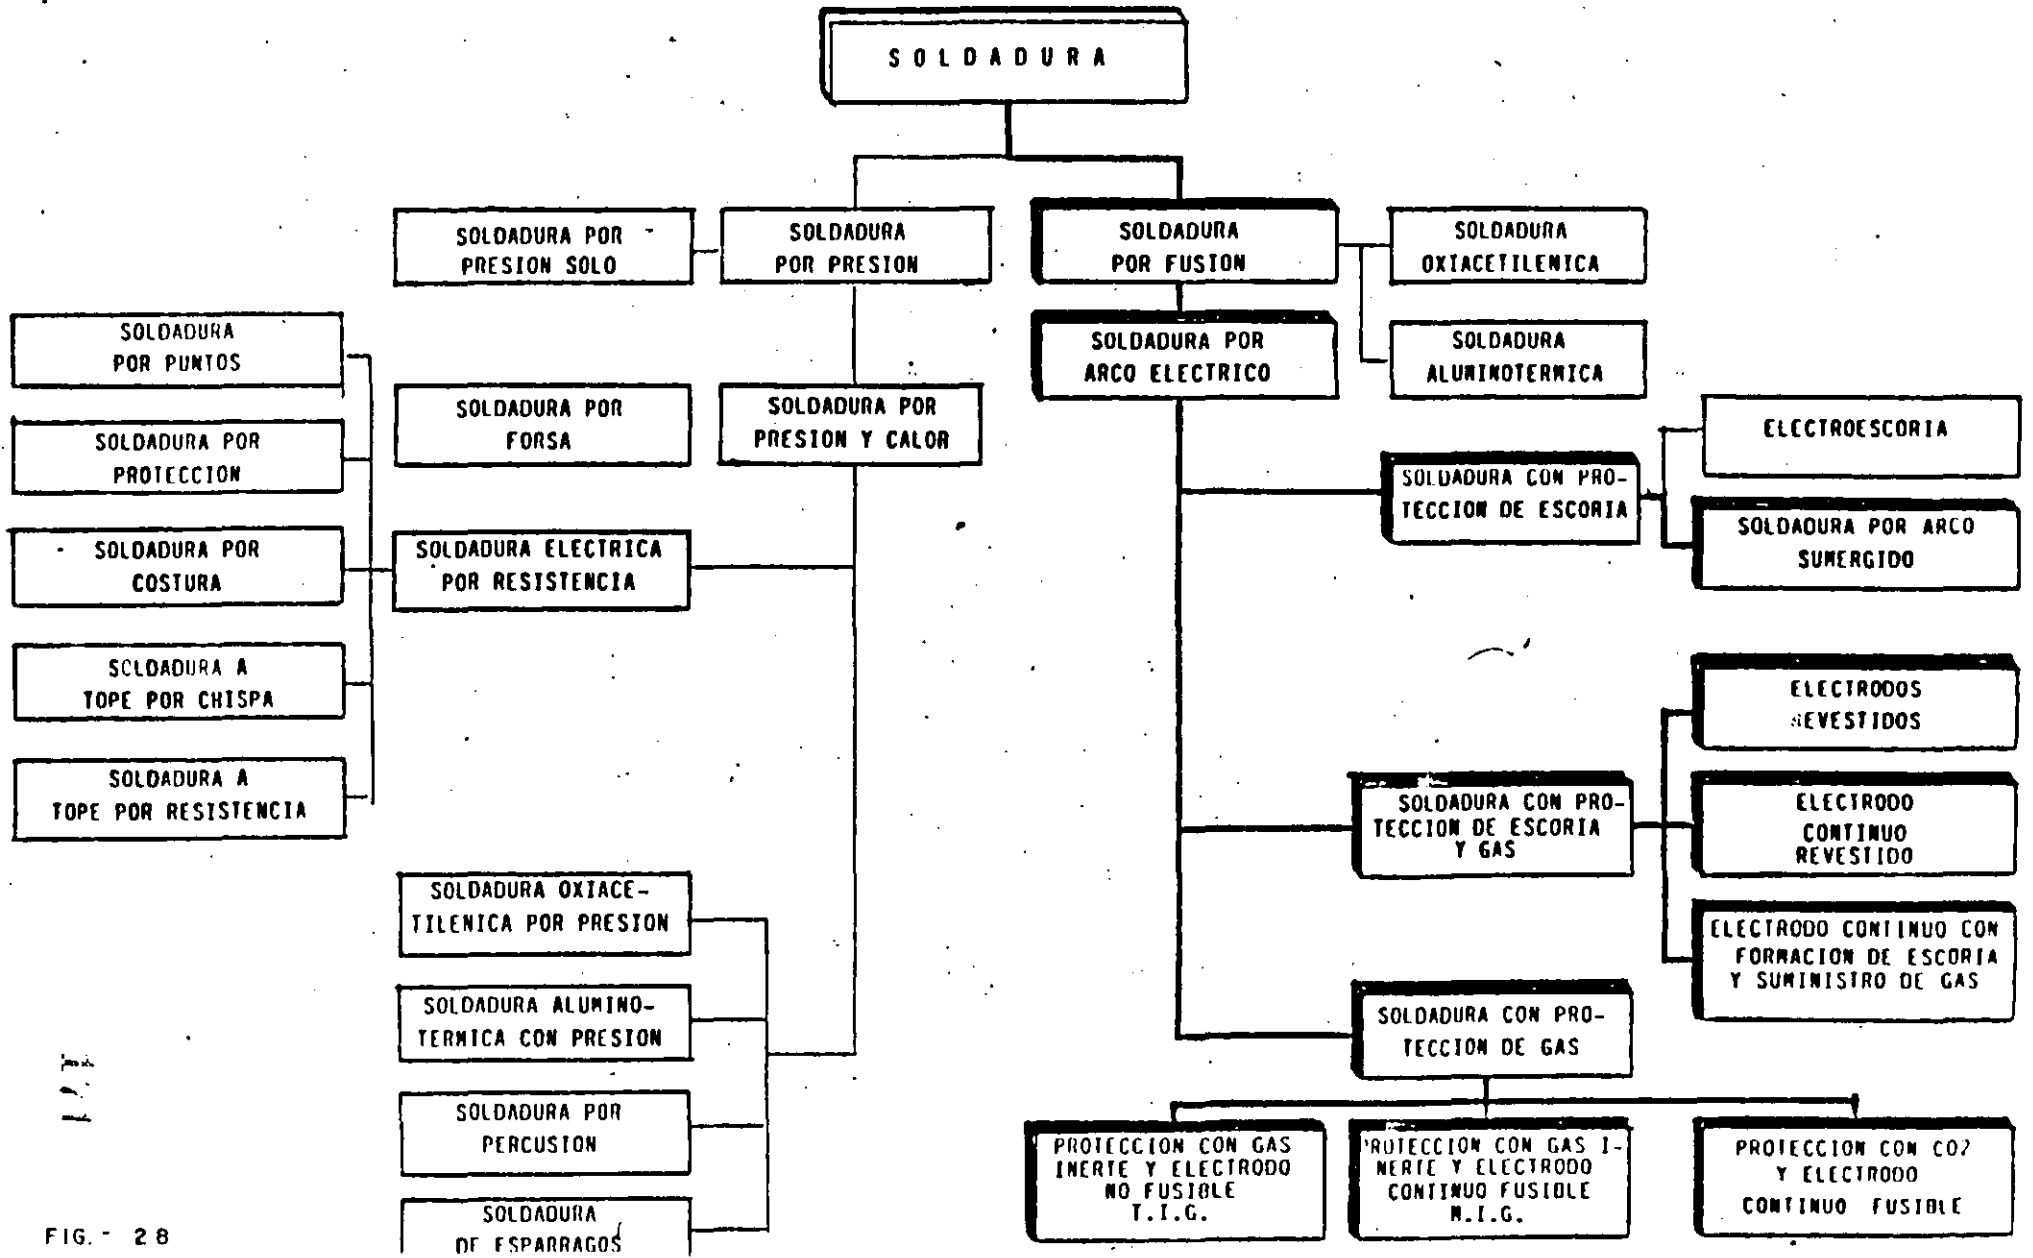 SOLDADURA
SOLDADURA POR
PRESION SOLO
SOLDADURA
POR PRESION
SOLDADURA
POR FUSION
SOLDADURA
OXIACETILENICA
SOLDADURA
POR PUNTOS
SOLDADURA POR
ARCO ELECTRICO
SOLDADURA
ALUMINOTERMICA
SOLDADURA POR
FORSA
SOLDADURA POR
PRESION Y CALOR
ELECTROESCORIA
SOLDADURA POR
PROTECCION
SOLDADURA CON PRO-
TECCION DE ESCORIA
SOLDADURA POR ARCO
SUMERGIDO
SOLDADURA POR
COSTURA
SOLDADURA ELECTRICA
POR RESISTENCIA
SOLDADURA A
TOPE POR CHISPA
ELECTRODOS
REVESTIDOS
SOLDADURA A
TOPE POR RESISTENCIA
SOLDADURA CON PRO-
TECCION DE ESCORIA
Y GAS
ELECTRODO
CONTINUO
REVESTIDO
SOLDADURA OXIACE-
TILENICA POR PRESION
ELECTRODO CONTINUO CON
FORMACION DE ESCORIA
Y SUMINISTRO DE GAS
SOLDADURA ALUMINO-
TERMICA CON PRESION
SOLDADURA CON PRO-
TECCION DE GAS
SOLDADURA POR
PERCUSION
PROTECCION CON GAS
INERTE Y ELECTRODO
NO FUSIBLE
T.I.G.
PROTECCION CON GAS I-
NERTE Y ELECTRODO
CONTINUO FUSIBLE
M.I.G.
PROTECCION CON CO2
Y ELECTRODO
CONTINUO FUSIBLE
SOLDADURA
DE ESPARRAGOS
FIG.- 28